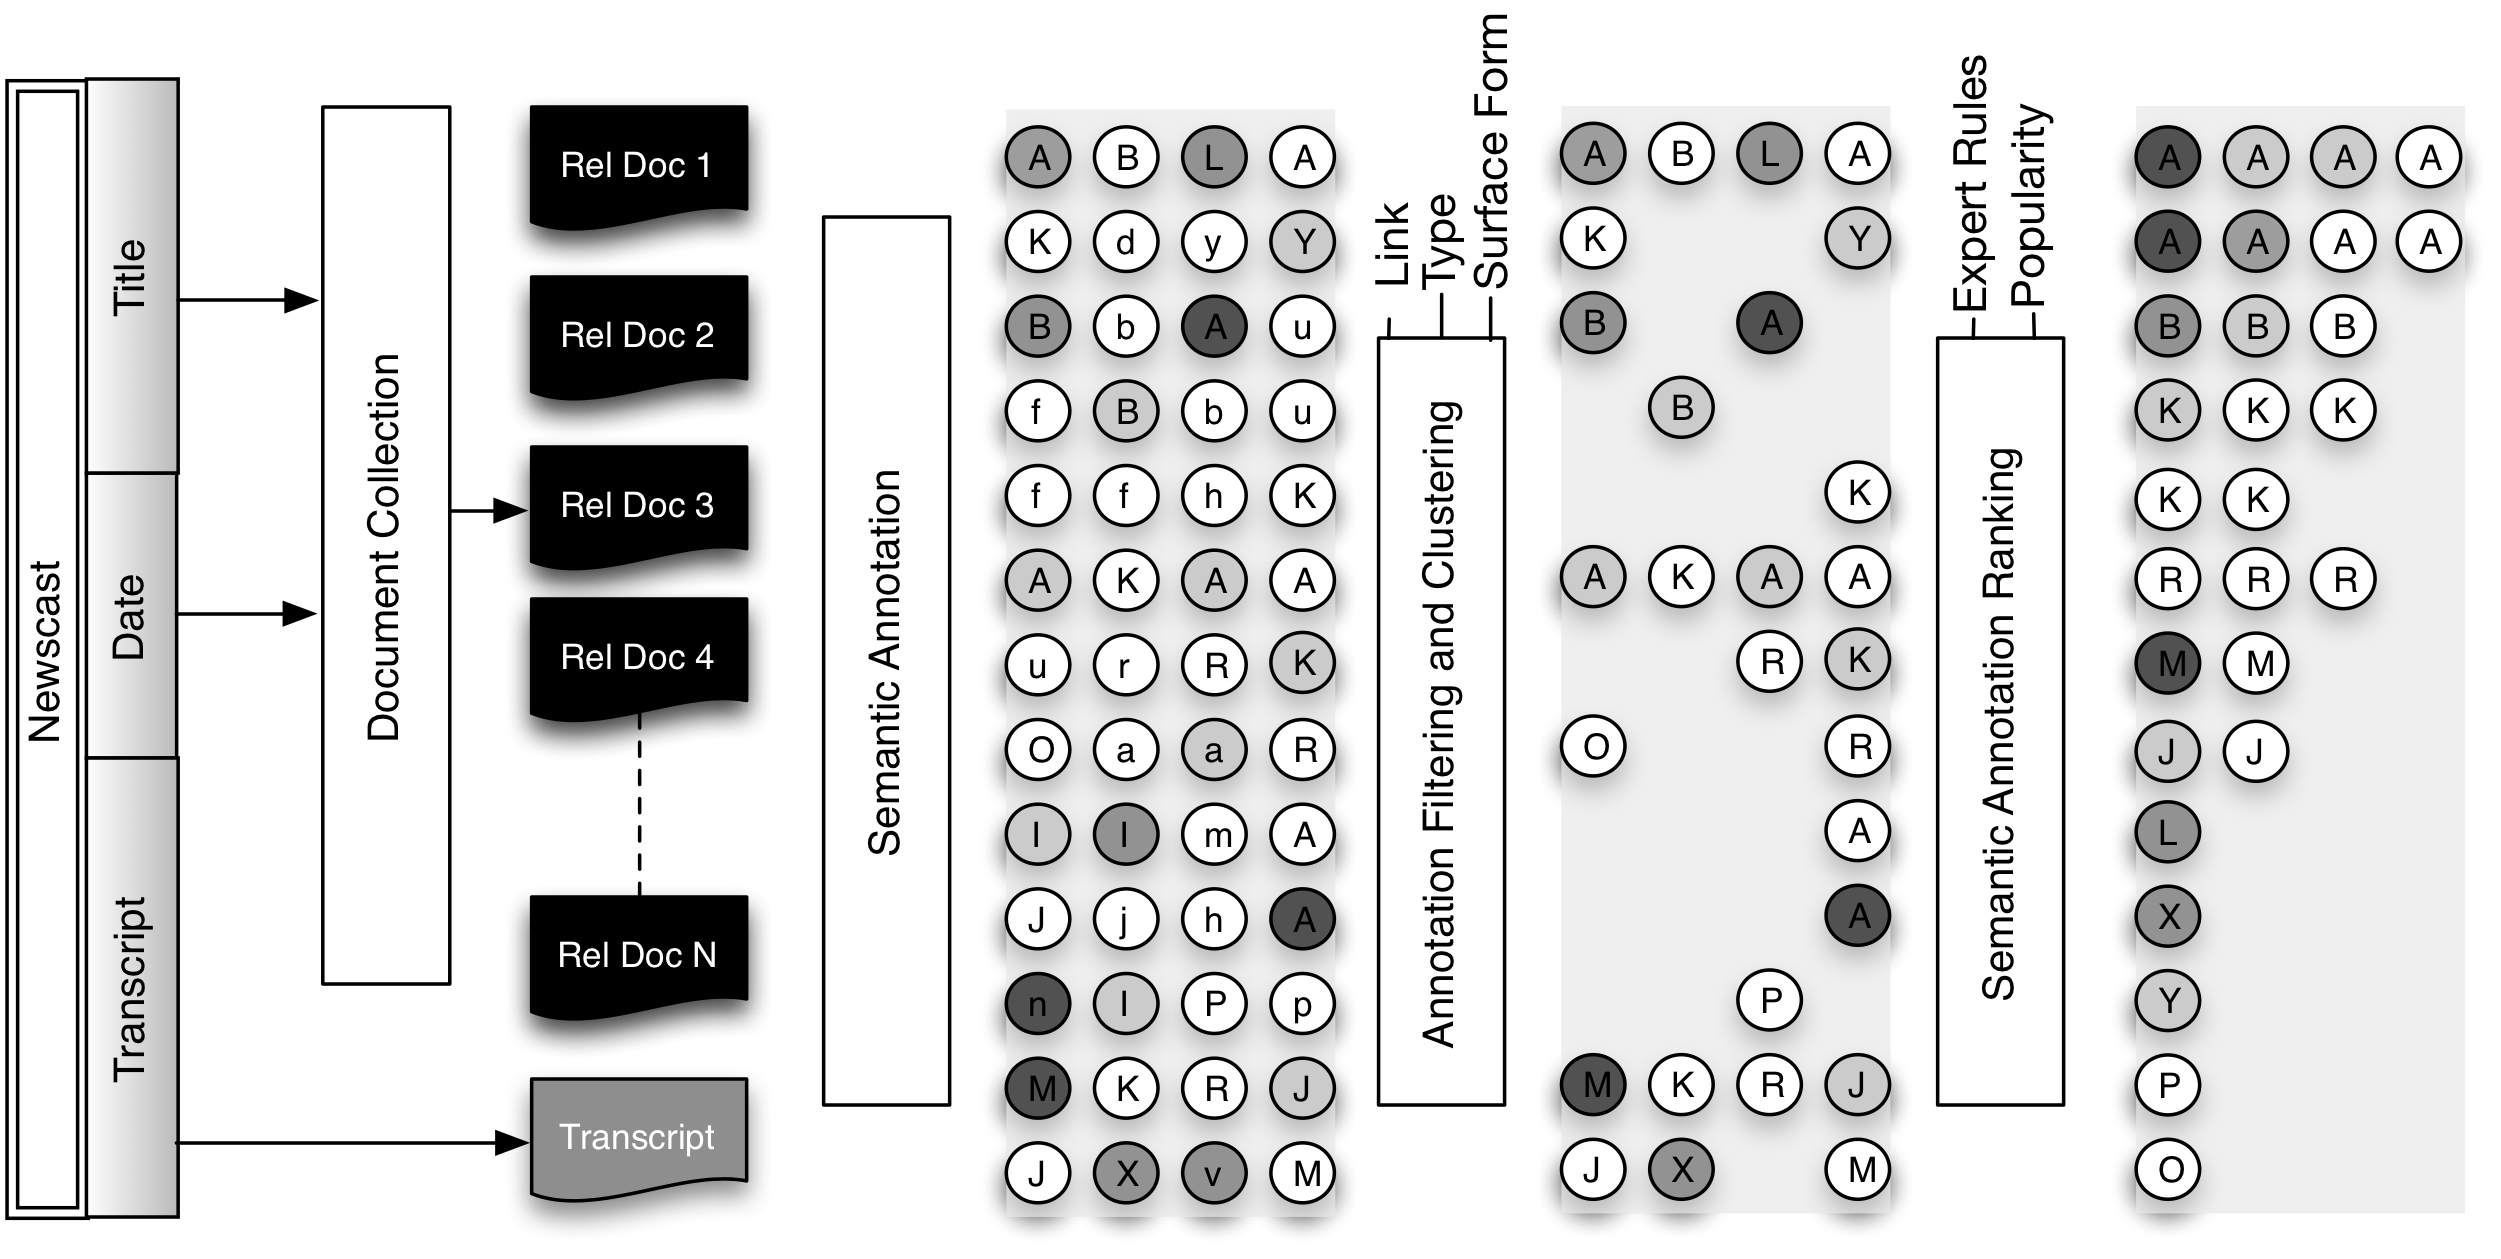 Newscast
Title
Date
Transcript
Document Collection
Rel Doc 1
Rel Doc 2
Rel Doc 3
Rel Doc 4
Rel Doc N
Transcript
Semantic Annotation
A B L A
K d y Y
B b A u
f B b u
f f h K
A K A A
u r R K
O a a R
I I m A
J j h A
n I P p
M K R J
J X v M
Link
Type
Surface Form
Annotation Filtering and Clustering
A B L A
K Y
B A
B
K
A K A A
R K
O R
A
A
P
M K R J
J X M
Expert Rules
Popularity
Semantic Annotation Ranking
A A A A
A A A A
B B B
K K K
K K
R R R
M M
J J
L
X
Y
P
O